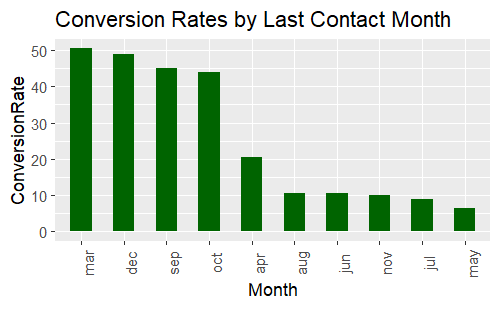 Conversion Rates by Last Contact Month
ConversionRate
50
40
30
20
10
0
mar
dec
sep
oct
apr
aug
jun
nov
jul
may
Month